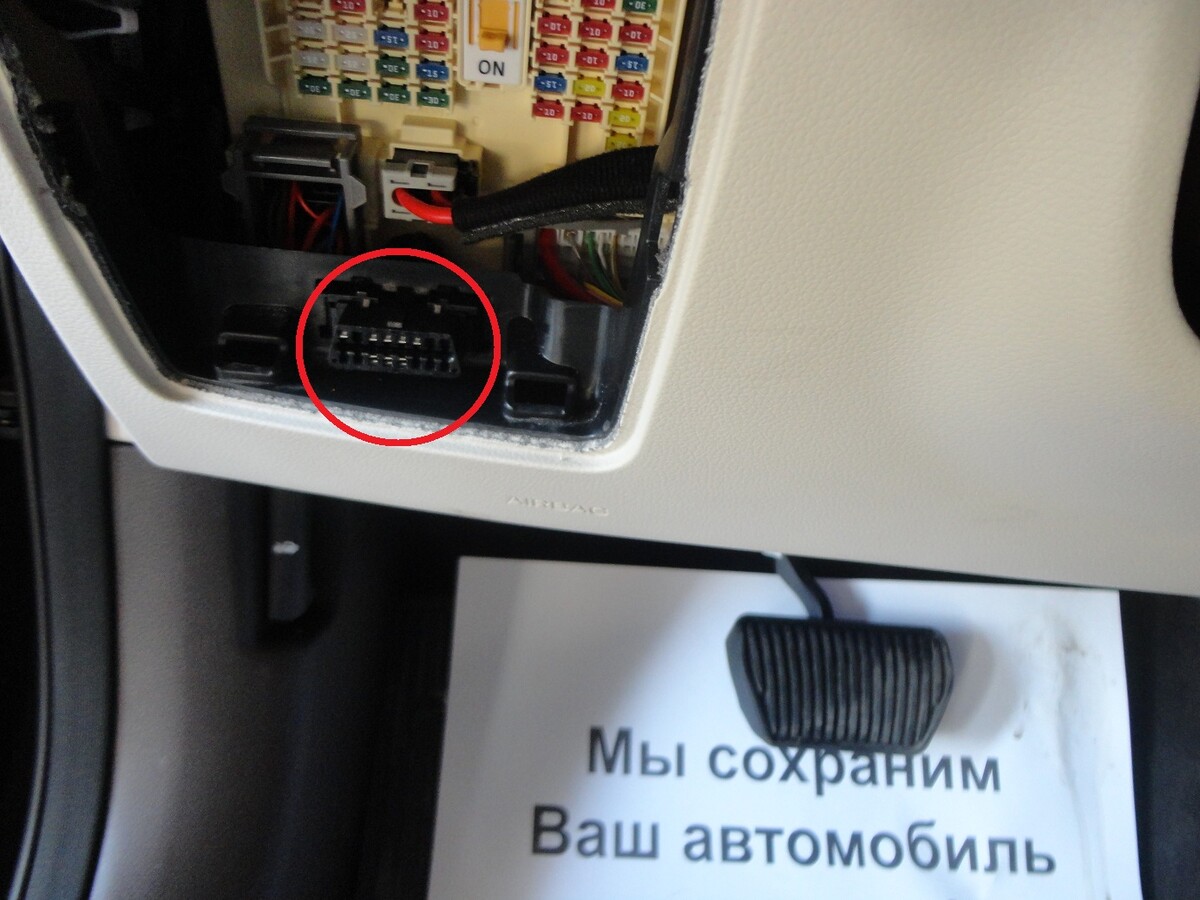 ON
AIRBAG
Мы сохраним
Ваш автомобиль